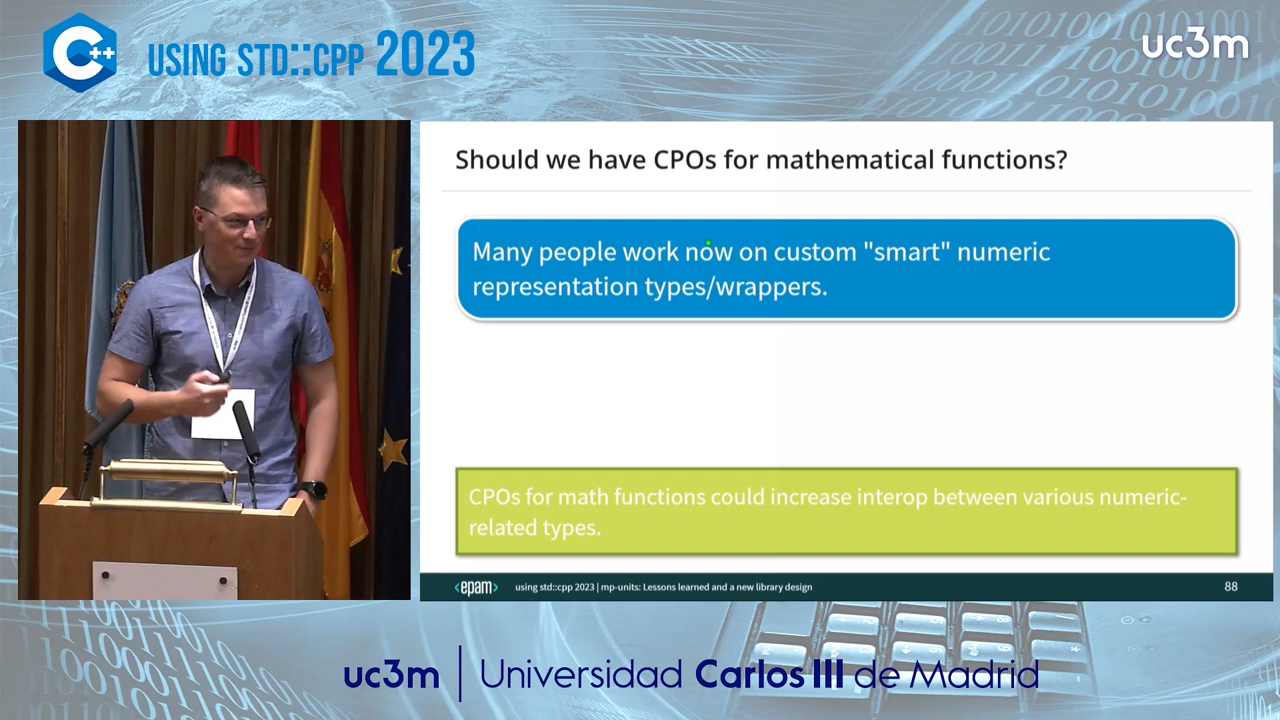 C++
USING STD::CPP 2023
uc3m
Should we have CPOs for mathematical functions?
Many people work now on custom "smart" numeric
representation types/wrappers.
CPOs for math functions could increase interop between various numeric-
related types.
<epam>
using std::cpp 2023 | mp-units: Lessons learned and a new library design
88
uc3m | Universidad Carlos III de Madrid